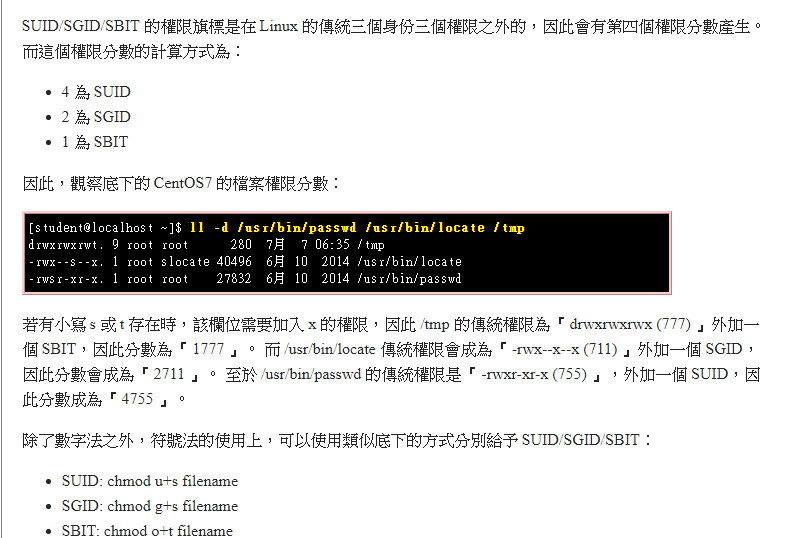 SUID/SGID/SBIT 的權限旗標是在 Linux 的傳統三個身份三個權限之外的，因此會有第四個權限分數產生。
而這個權限分數的計算方式為：
• 4 為 SUID
• 2 為 SGID
• 1 為 SBIT
因此，觀察底下的 CentOS7 的檔案權限分數：
[student@localhost ~]$ ll -d /usr/bin/passwd /usr/bin/locate /tmp
drwxrwxrwt. 9 root root 280 7月 7 06:35 /tmp
-rwx--s--x. 1 root slocate 40496 6月 10 2014 /usr/bin/locate
-rwsr-xr-x. 1 root root 27832 6月 10 2014 /usr/bin/passwd
若有小寫 s 或 t 存在時，該欄位需要加入 x 的權限，因此 /tmp 的傳統權限為「 drwxrwxrwx (777) 」外加一
個 SBIT，因此分數為「 1777 」。 而 /usr/bin/locate 傳統權限會成為「 -rwx--x--x (711) 」外加一個 SGID，
因此分數會成為「 2711 」。 至於 /usr/bin/passwd 的傳統權限是「 -rwxr-xr-x (755) 」，外加一個 SUID，因
此分數成為「 4755 」。
除了數字法之外，符號法的使用上，可以使用類似底下的方式分別給予 SUID/SGID/SBIT：
• SUID: chmod u+s filename
• SGID: chmod g+s filename
• SBIT: chmod o+t filename